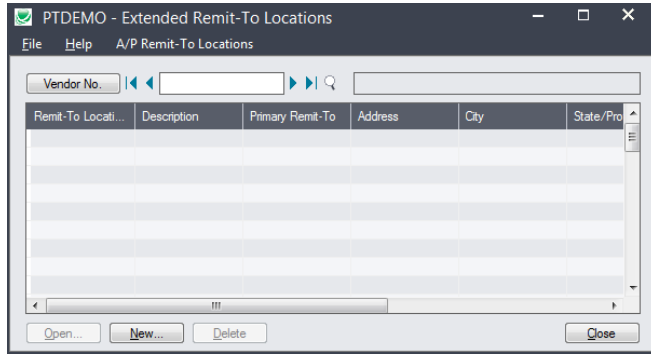 PTDEMO - Extended Remit-To Locations
File Help A/P Remit-To Locations
Vendor No.
Remit-To Locati... Description Primary Remit-To Address City State/Pro
Open... New... Delete Close